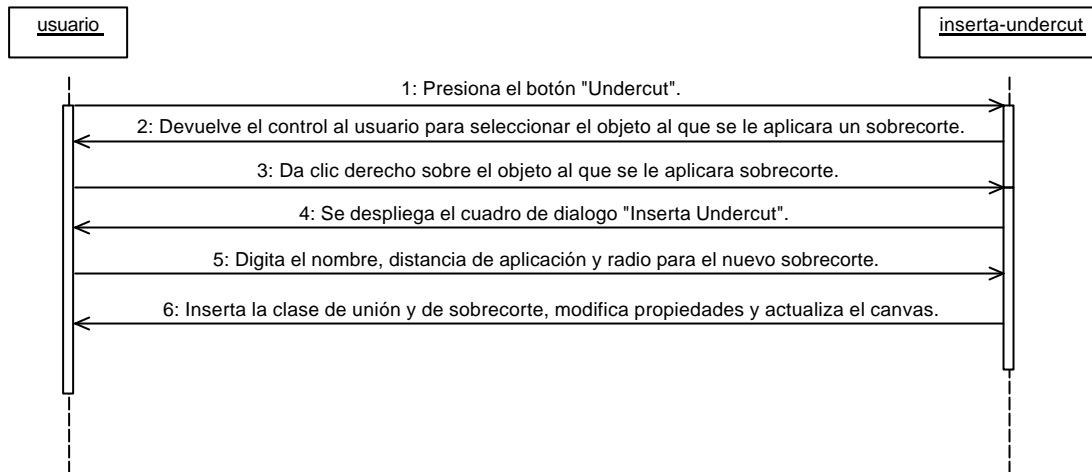 usuario
inserta-undercut
1: Presiona el botón "Undercut".
2: Devuelve el control al usuario para seleccionar el objeto al que se le aplicara un sobrecorte.
3: Da clic derecho sobre el objeto al que se le aplicara sobrecorte.
4: Se despliega el cuadro de dialogo "Inserta Undercut".
5: Digita el nombre, distancia de aplicación y radio para el nuevo sobrecorte.
6: Inserta la clase de unión y de sobrecorte, modifica propiedades y actualiza el canvas.